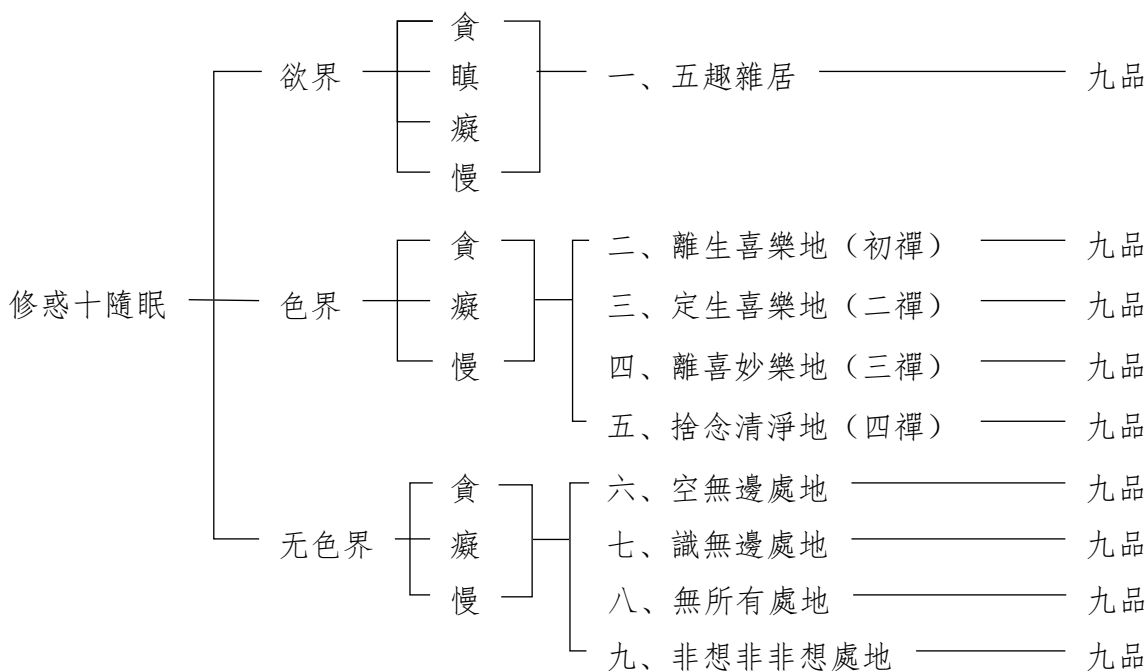 貪
欲界 瞋 一、五趣雜居 九品
癡
慢
貪 二、離生喜樂地（初禪） 九品
修惑十隨眠 色界 癡 三、定生喜樂地（二禪） 九品
慢 四、離喜妙樂地（三禪） 九品
五、捨念清淨地（四禪） 九品
貪 六、空無邊處地 九品
无色界 癡 七、識無邊處地 九品
慢 八、無所有處地 九品
九、非想非非想處地 九品